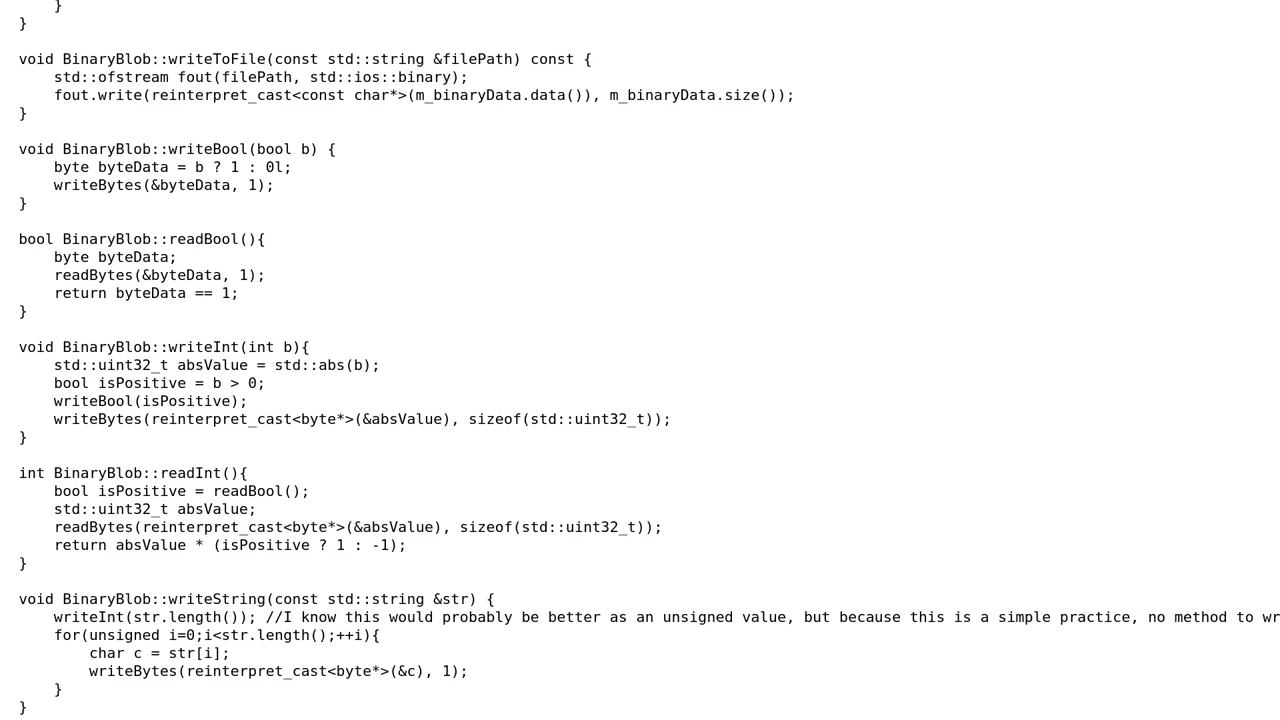 }
}

void BinaryBlob::writeToFile(const std::string &filePath) const {
    std::ofstream fout(filePath, std::ios::binary);
    fout.write(reinterpret_cast<const char*>(m_binaryData.data()), m_binaryData.size());
}

void BinaryBlob::writeBool(bool b) {
    byte byteData = b ? 1 : 0l;
    writeBytes(&byteData, 1);
}

bool BinaryBlob::readBool(){
    byte byteData;
    readBytes(&byteData, 1);
    return byteData == 1;
}

void BinaryBlob::writeInt(int b){
    std::uint32_t absValue = std::abs(b);
    bool isPositive = b > 0;
    writeBool(isPositive);
    writeBytes(reinterpret_cast<byte*>(&absValue), sizeof(std::uint32_t));
}

int BinaryBlob::readInt(){
    bool isPositive = readBool();
    std::uint32_t absValue;
    readBytes(reinterpret_cast<byte*>(&absValue), sizeof(std::uint32_t));
    return absValue * (isPositive ? 1 : -1);
}

void BinaryBlob::writeString(const std::string &str) {
    writeInt(str.length()); //I know this would probably be better as an unsigned value, but because this is a simple practice, no method to wr
    for(unsigned i=0;i<str.length();++i){
        char c = str[i];
        writeBytes(reinterpret_cast<byte*>(&c), 1);
    }
}